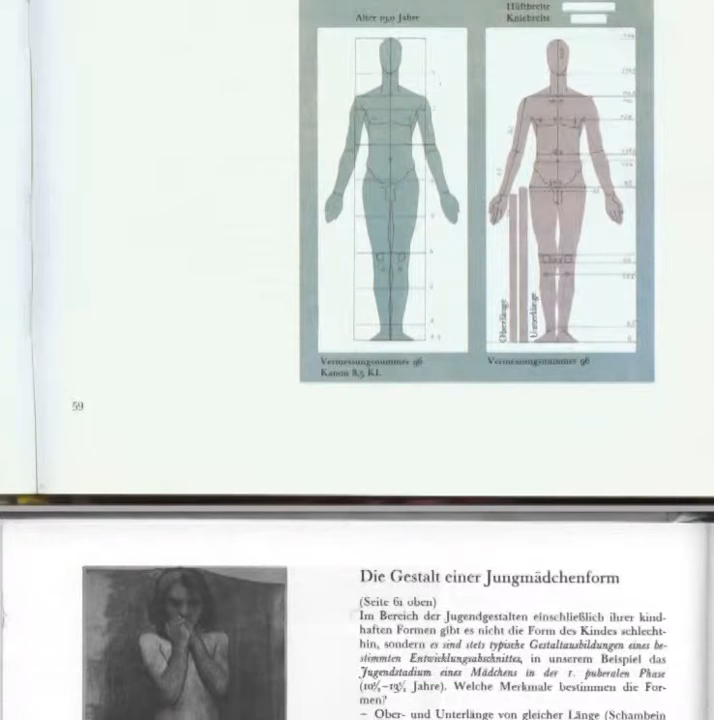 Hüftbreite
Kniebreite
Alter 19,0 Jahre
Oberlänge
Unterlänge
Vermessungsnummer 96
Kanon 8,5 KL
Vermessungsnummer 96
59
Die Gestalt einer Jungmädchenform
(Seite 61 oben)
Im Bereich der Jugendgestalten einschließlich ihrer kind-
haften Formen gibt es nicht die Form des Kindes schlecht-
hin, sondern es sind stets typische Gestaltausbildungen eines be-
stimmten Entwicklungsabschnittes, in unserem Beispiel das
Jugendstadium eines Mädchens in der 1. puberalen Phase
Jahre). Welche Merkmale bestimmen die For-
men?
– Ober- und Unterlänge von gleicher Länge (Schambein